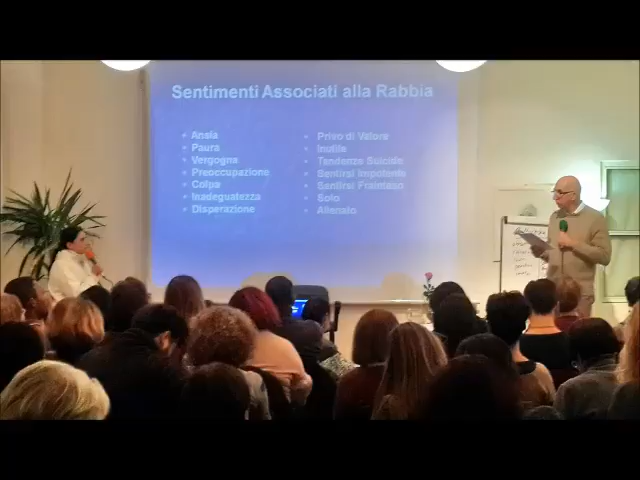 Sentimenti Associati alla Rabbia
• Ansia
• Paura
• Vergogna
• Preoccupazione
• Colpa
• Inadeguatezza
• Disperazione
• Privo di Valore
• Inutile
• Tendenze Suicide
• Sentirsi Impotente
• Sentirsi Frainteso
• Solo
• Alienato